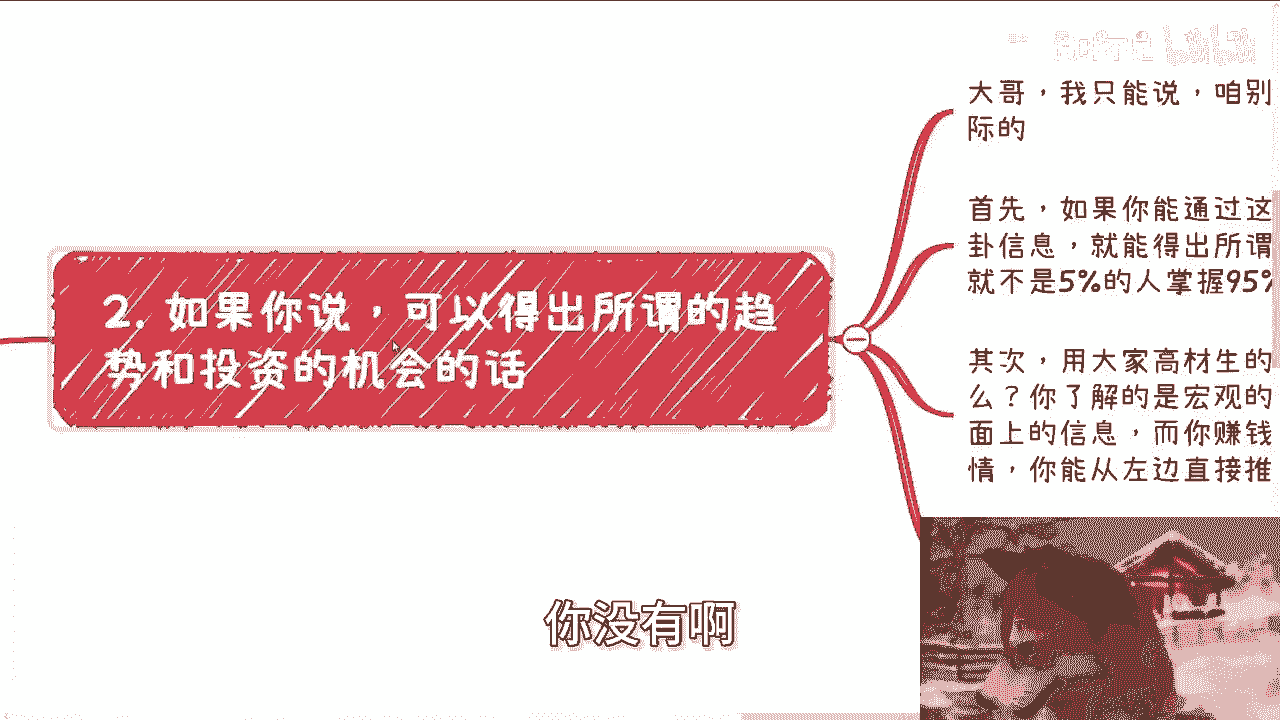 大哥，我只能说，咱别
际的
首先，如果你能通过这
卦信息，就能得出所谓
就不是5%的人掌握95%
2. 如果你说，可以得出所谓的趋
势和投资的机会的话
其次，用大家高材生的
么？你了解的是宏观的
面上的信息，而你赚钱
情，你能从左边直接推
你没有啊